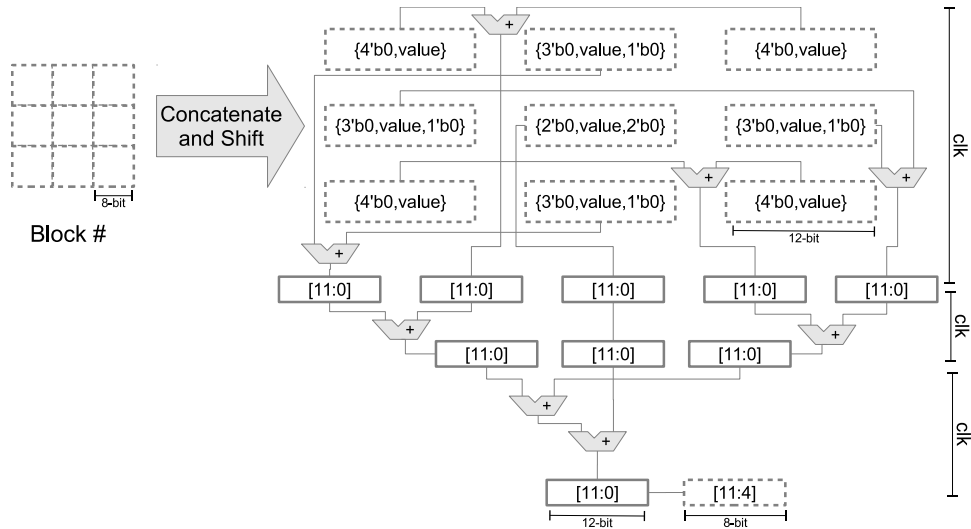 +
{4'b0,value} {3'b0,value,1'b0} {4'b0,value}
Concatenate
and Shift
{3'b0,value,1'b0} {2'b0,value,2'b0} {3'b0,value,1'b0}
clk
+ +
{4'b0,value} {3'b0,value,1'b0} {4'b0,value}
8-bit
Block #
12-bit
+
[11:0] [11:0] [11:0] [11:0] [11:0]
+ +
clk
[11:0] [11:0] [11:0]
+
clk
+
[11:0] [11:4]
12-bit 8-bit